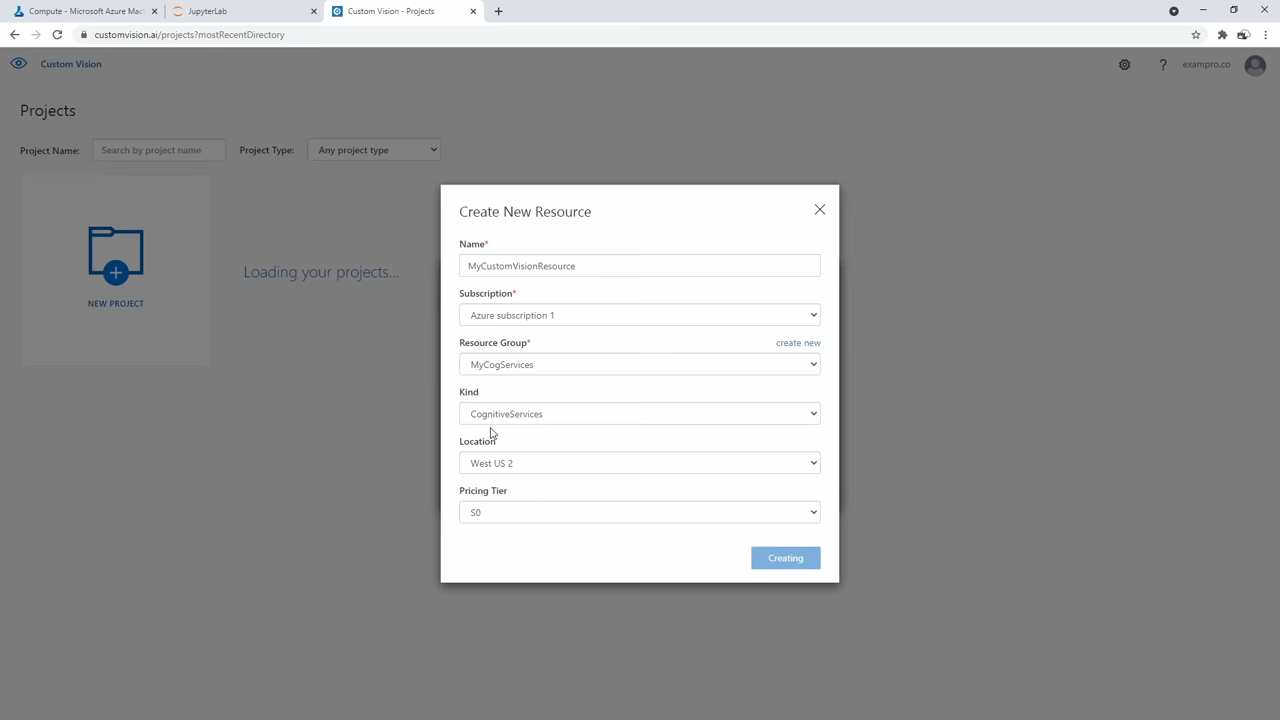 Compute - Microsoft Azure Mac
JupyterLab
Custom Vision - Projects
customvision.ai/projects?mostRecentDirectory
Custom Vision
?
exampro.co
Projects
Project Name:
Search by project name
Project Type:
Any project type
NEW PROJECT
Loading your projects...
Create New Resource
Name*
MyCustomVisionResource
Subscription*
Azure subscription 1
Resource Group*
create new
MyCogServices
Kind
CognitiveServices
Location
West US 2
Pricing Tier
S0
Creating